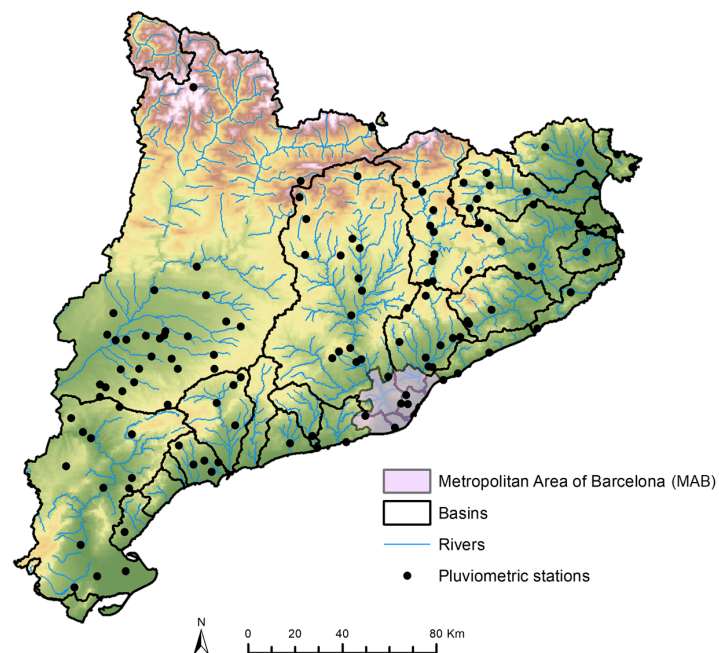 Metropolitan Area of Barcelona (MAB)
Basins
Rivers
Pluviometric stations
N
0 20 40 80 Km